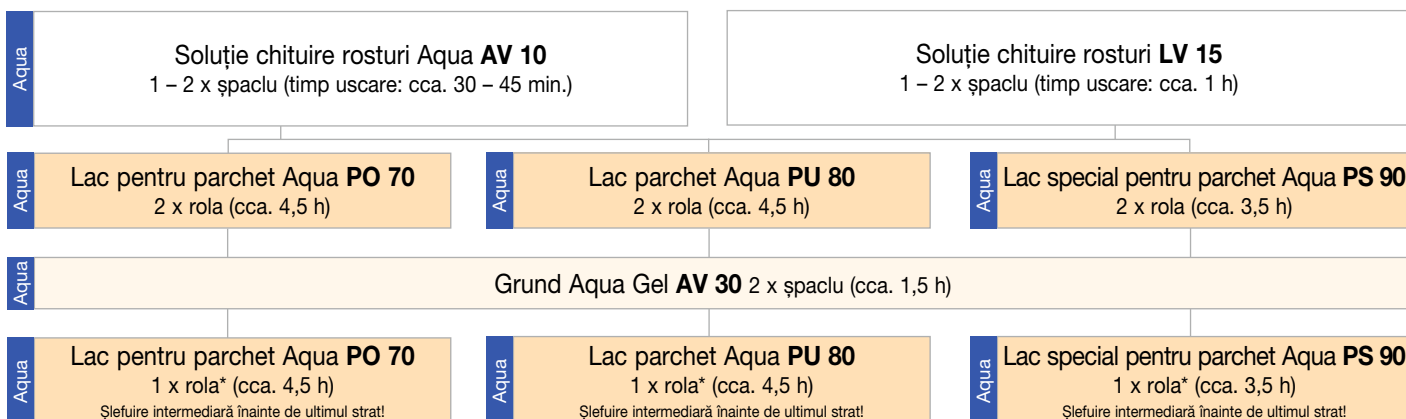 Aqua
Soluție chituire rosturi Aqua AV 10
1 – 2 x șpaclu (timp uscare: cca. 30 – 45 min.)
Soluție chituire rosturi LV 15
1 – 2 x șpaclu (timp uscare: cca. 1 h)
Aqua
Lac pentru parchet Aqua PO 70
2 x rola (cca. 4,5 h)
Aqua
Lac parchet Aqua PU 80
2 x rola (cca. 4,5 h)
Aqua
Lac special pentru parchet Aqua PS 90
2 x rola (cca. 3,5 h)
Aqua
Grund Aqua Gel AV 30 2 x șpaclu (cca. 1,5 h)
Aqua
Lac pentru parchet Aqua PO 70
1 x rola* (cca. 4,5 h)
Șlefuire intermediară înainte de ultimul strat!
Aqua
Lac parchet Aqua PU 80
1 x rola* (cca. 4,5 h)
Șlefuire intermediară înainte de ultimul strat!
Aqua
Lac special pentru parchet Aqua PS 90
1 x rola* (cca. 3,5 h)
Șlefuire intermediară înainte de ultimul strat!